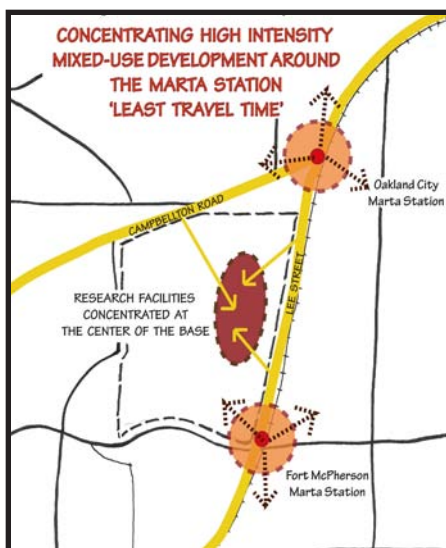 CONCENTRATING HIGH INTENSITY
MIXED-USE DEVELOPMENT AROUND
THE MARTA STATION
'LEAST TRAVEL TIME'
Oakland City
Marta Station
CAMPBELLTON ROAD
LEE STREET
RESEARCH FACILITIES
CONCENTRATED AT
THE CENTER OF THE BASE
Fort McPherson
Marta Station